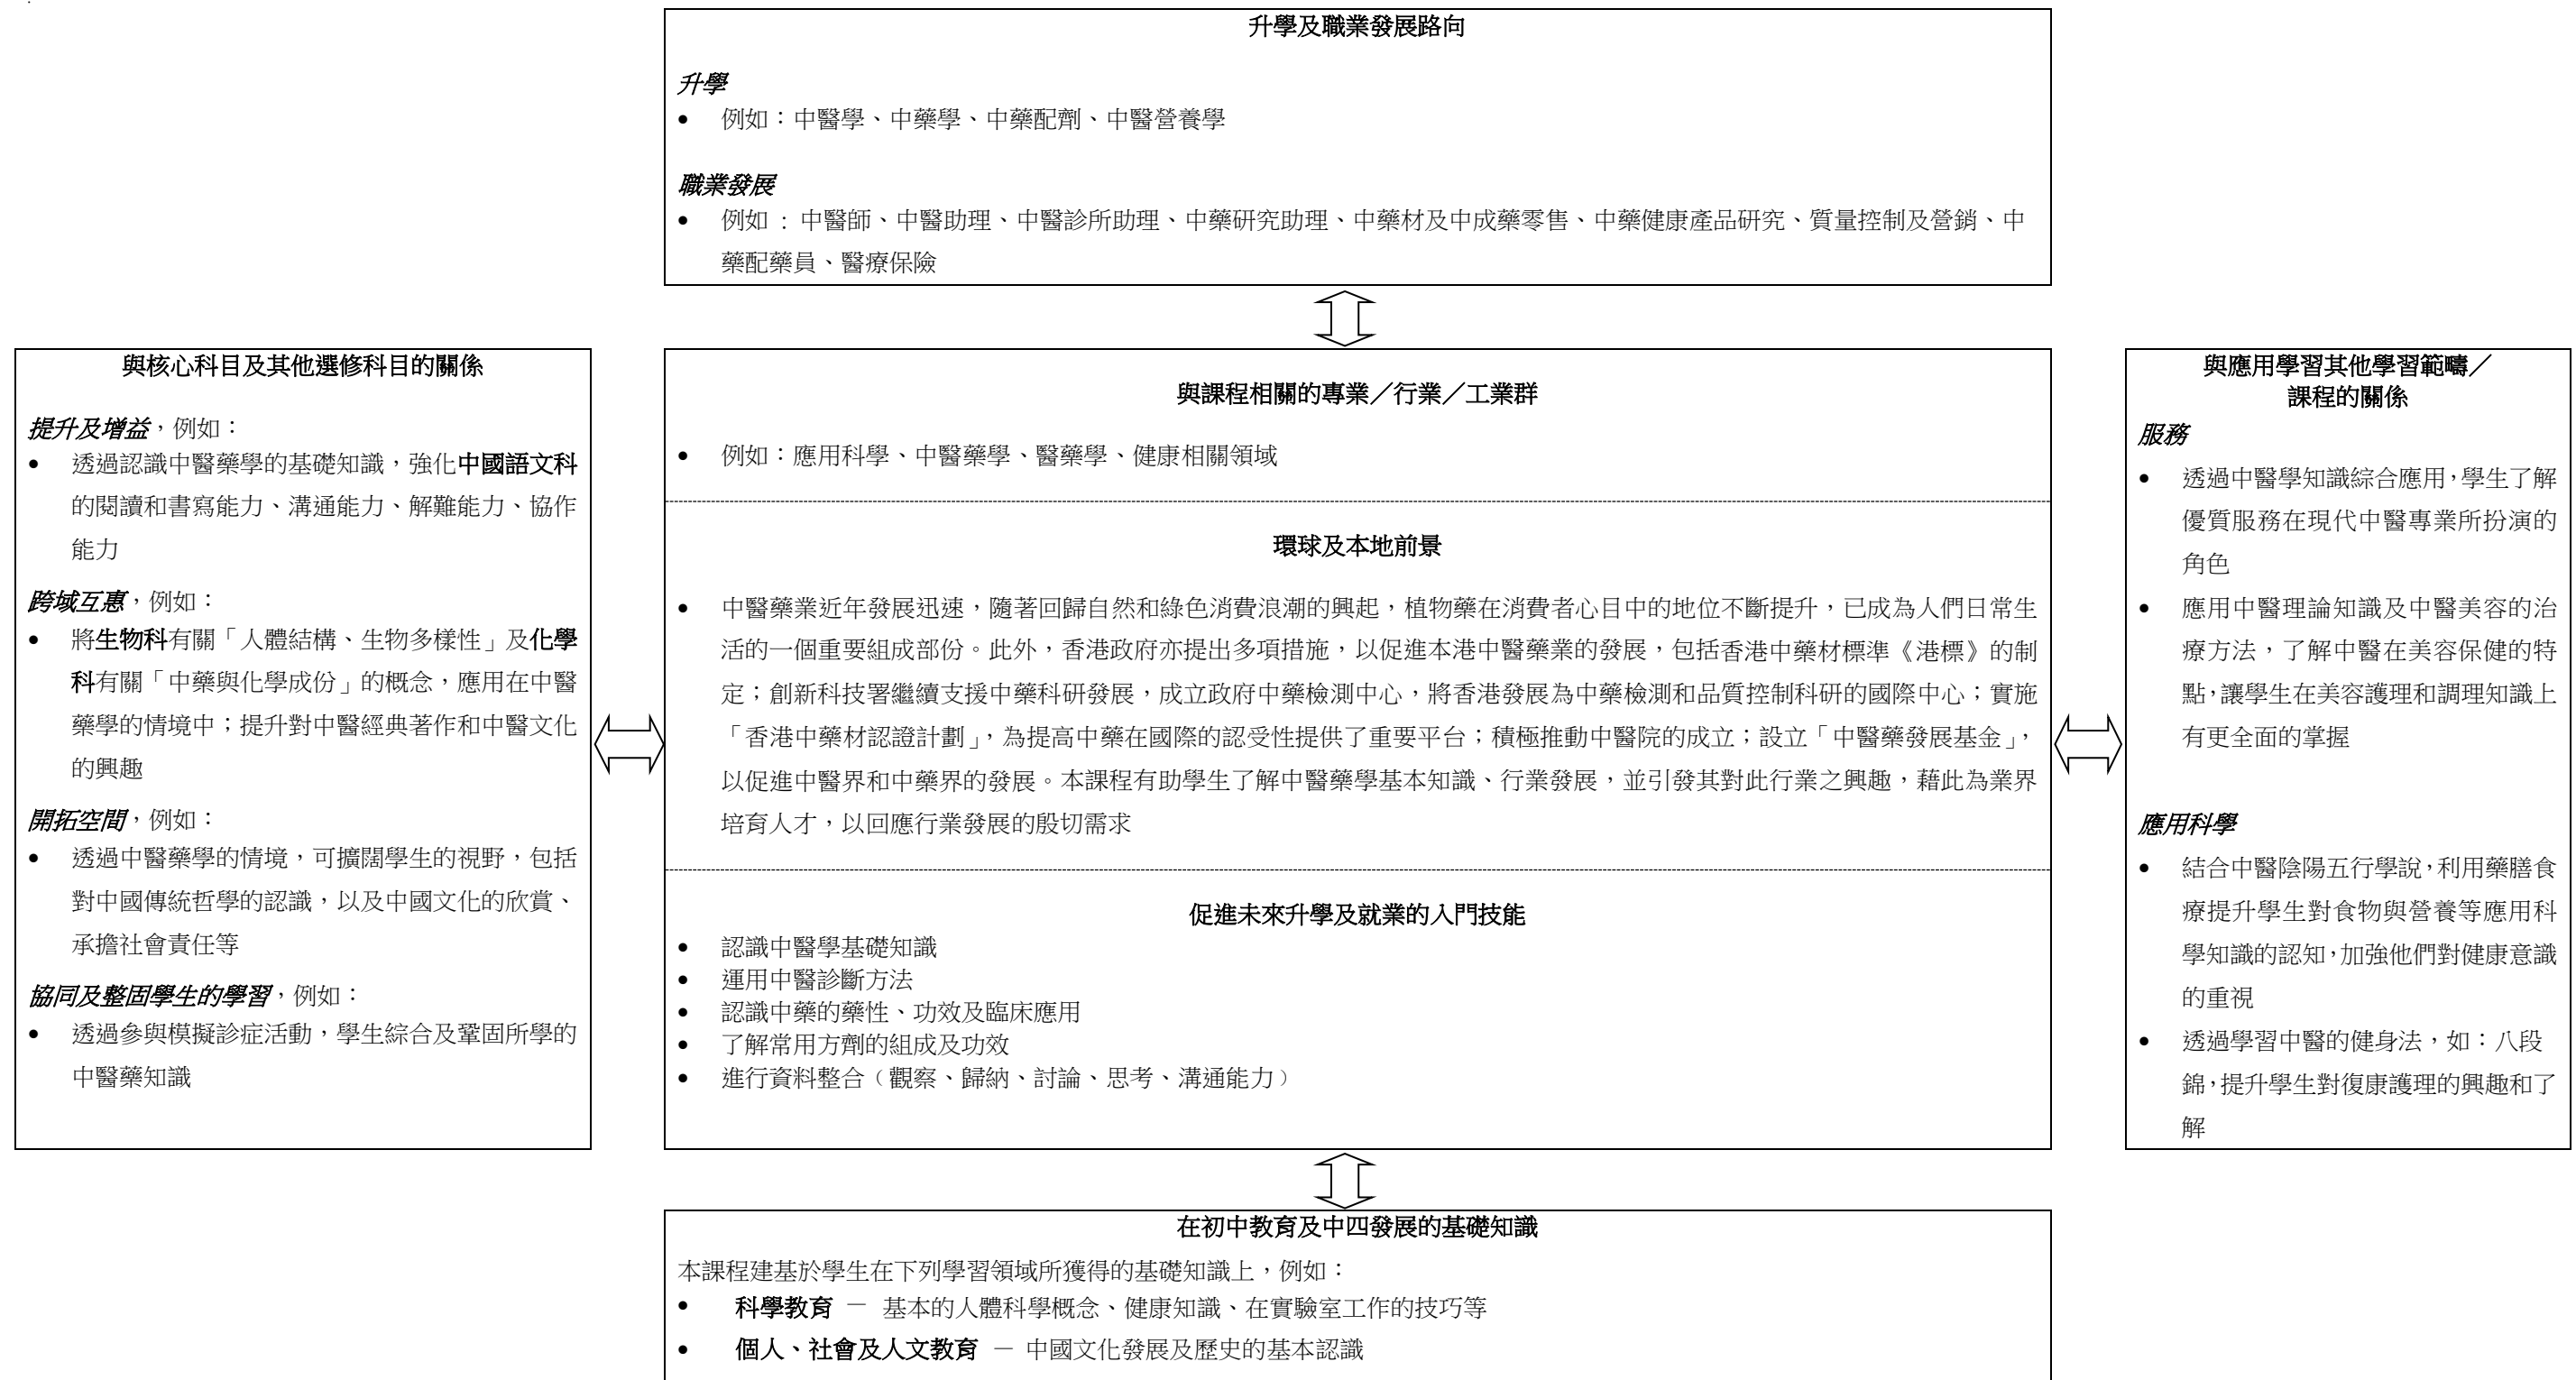 升學及職業發展路向
升學
• 例如：中醫學、中藥學、中藥配劑、中醫營養學
職業發展
• 例如：中醫師、中醫助理、中醫診所助理、中藥研究助理、中藥材及中成藥零售、中藥健康產品研究、質量控制及營銷、中
藥配藥員、醫療保險
與核心科目及其他選修科目的關係
提升及增益，例如：
• 透過認識中醫藥學的基礎知識，強化中國語文科
的閱讀和書寫能力、溝通能力、解難能力、協作
能力
跨域互惠，例如：
• 將生物科有關「人體結構、生物多樣性」及化學
科有關「中藥與化學成份」的概念，應用在中醫
藥學的情境中；提升對中醫經典著作和中醫文化
的興趣
開拓空間，例如：
• 透過中醫藥學的情境，可擴闊學生的視野，包括
對中國傳統哲學的認識，以及中國文化的欣賞、
承擔社會責任等
協同及整固學生的學習，例如：
• 透過參與模擬診症活動，學生綜合及鞏固所學的
中醫藥知識
與課程相關的專業／行業／工業群
• 例如：應用科學、中醫藥學、醫藥學、健康相關領域
環球及本地前景
• 中醫藥業近年發展迅速，隨著回歸自然和綠色消費浪潮的興起，植物藥在消費者心目中的地位不斷提升，已成為人們日常生
活的一個重要組成部份。此外，香港政府亦提出多項措施，以促進本港中醫藥業的發展，包括香港中藥材標準《港標》的制
定；創新科技署繼續支援中藥科研發展，成立政府中藥檢測中心，將香港發展為中藥檢測和品質控制科研的國際中心；實施
「香港中藥材認證計劃」，為提高中藥在國際的認受性提供了重要平台；積極推動中醫院的成立；設立「中醫藥發展基金」，
以促進中醫界和中藥界的發展。本課程有助學生了解中醫藥學基本知識、行業發展，並引發其對此行業之興趣，藉此為業界
培育人才，以回應行業發展的殷切需求
促進未來升學及就業的入門技能
• 認識中醫學基礎知識
• 運用中醫診斷方法
• 認識中藥的藥性、功效及臨床應用
• 了解常用方劑的組成及功效
• 進行資料整合（觀察、歸納、討論、思考、溝通能力）
與應用學習其他學習範疇／
課程的關係
服務
• 透過中醫學知識綜合應用，學生了解
優質服務在現代中醫專業所扮演的
角色
• 應用中醫理論知識及中醫美容的治
療方法，了解中醫在美容保健的特
點，讓學生在美容護理和調理知識上
有更全面的掌握
應用科學
• 結合中醫陰陽五行學說，利用藥膳食
療提升學生對食物與營養等應用科
學知識的認知，加強他們對健康意識
的重視
• 透過學習中醫的健身法，如：八段
錦，提升學生對復康護理的興趣和了
解
在初中教育及中四發展的基礎知識
本課程建基於學生在下列學習領域所獲得的基礎知識上，例如：
• 科學教育 － 基本的人體科學概念、健康知識、在實驗室工作的技巧等
• 個人、社會及人文教育 － 中國文化發展及歷史的基本認識